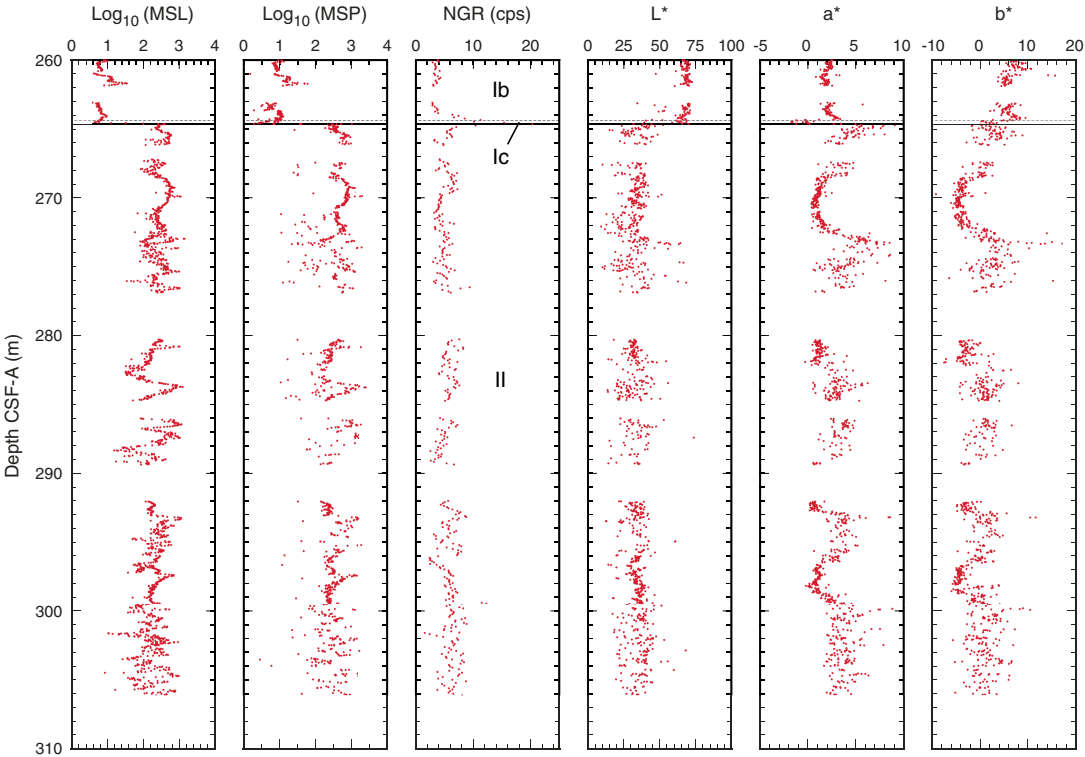 Log10 (MSL) Log10 (MSP) NGR (cps) L* a* b*
0 1 2 3 4 0 1 2 3 4 0 10 20 0 25 50 75 100 -5 0 5 10 -10 0 10 20
260
Ib
Ic
270
280
II
290
300
310
Depth CSF-A (m)